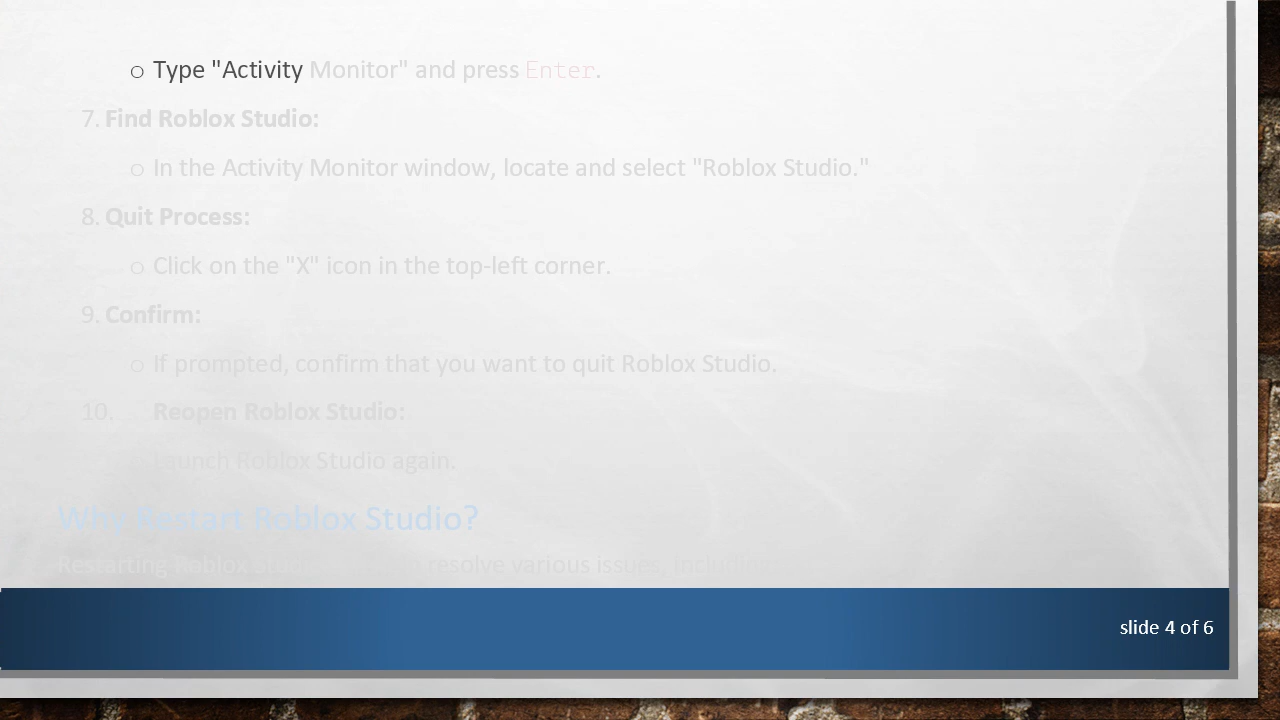 o Type "Activity Monitor" and press Enter.
7. Find Roblox Studio:
o In the Activity Monitor window, locate and select "Roblox Studio."
8. Quit Process:
o Click on the "X" icon in the top-left corner.
9. Confirm:
o If prompted, confirm that you want to quit Roblox Studio.
10. Reopen Roblox Studio:
Launch Roblox Studio again.
Why Restart Roblox Studio?
Restarting Roblox Studio resolve various issues, including
slide 4 of 6